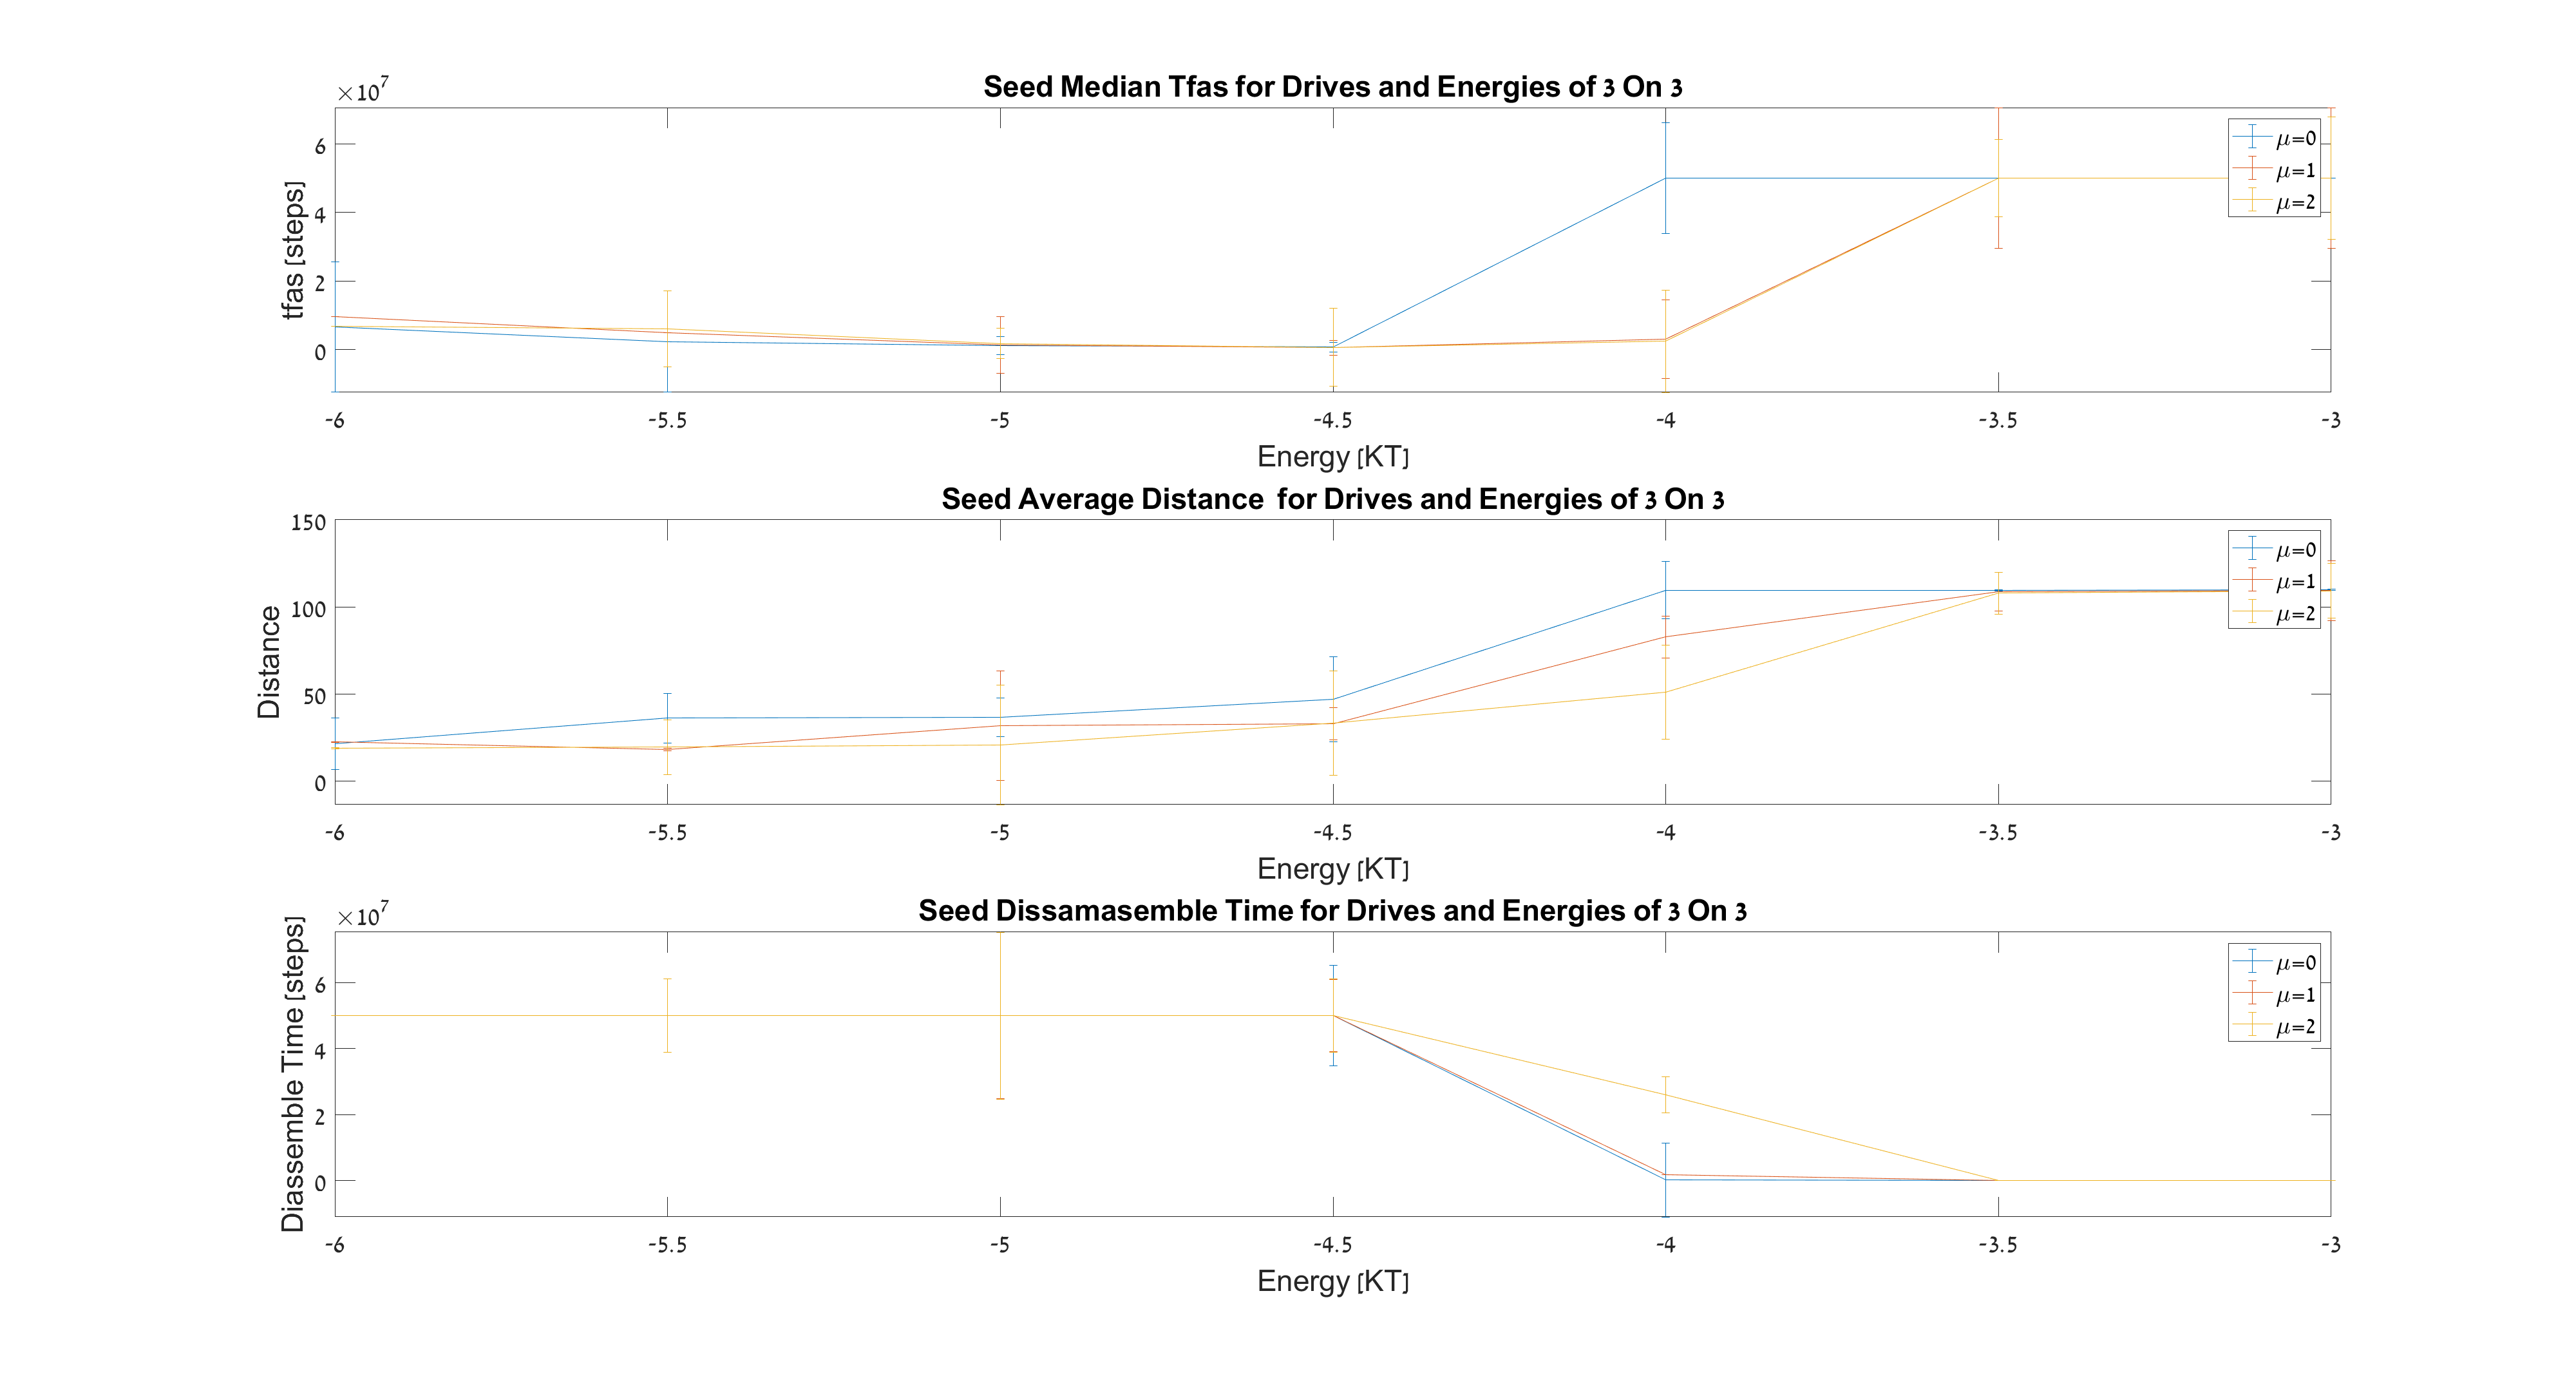 Seed Median Tfas for Drives and Energies of 3 On 3
×10⁷
tfas [steps]
6
4
2
0
-6 -5.5 -5 -4.5 -4 -3.5 -3
Energy [KT]
μ=0
μ=1
μ=2
Seed Average Distance for Drives and Energies of 3 On 3
Distance
150
100
50
0
-6 -5.5 -5 -4.5 -4 -3.5 -3
Energy [KT]
μ=0
μ=1
μ=2
Seed Dissamasemble Time for Drives and Energies of 3 On 3
×10⁷
Diassemble Time [steps]
6
4
2
0
-6 -5.5 -5 -4.5 -4 -3.5 -3
Energy [KT]
μ=0
μ=1
μ=2